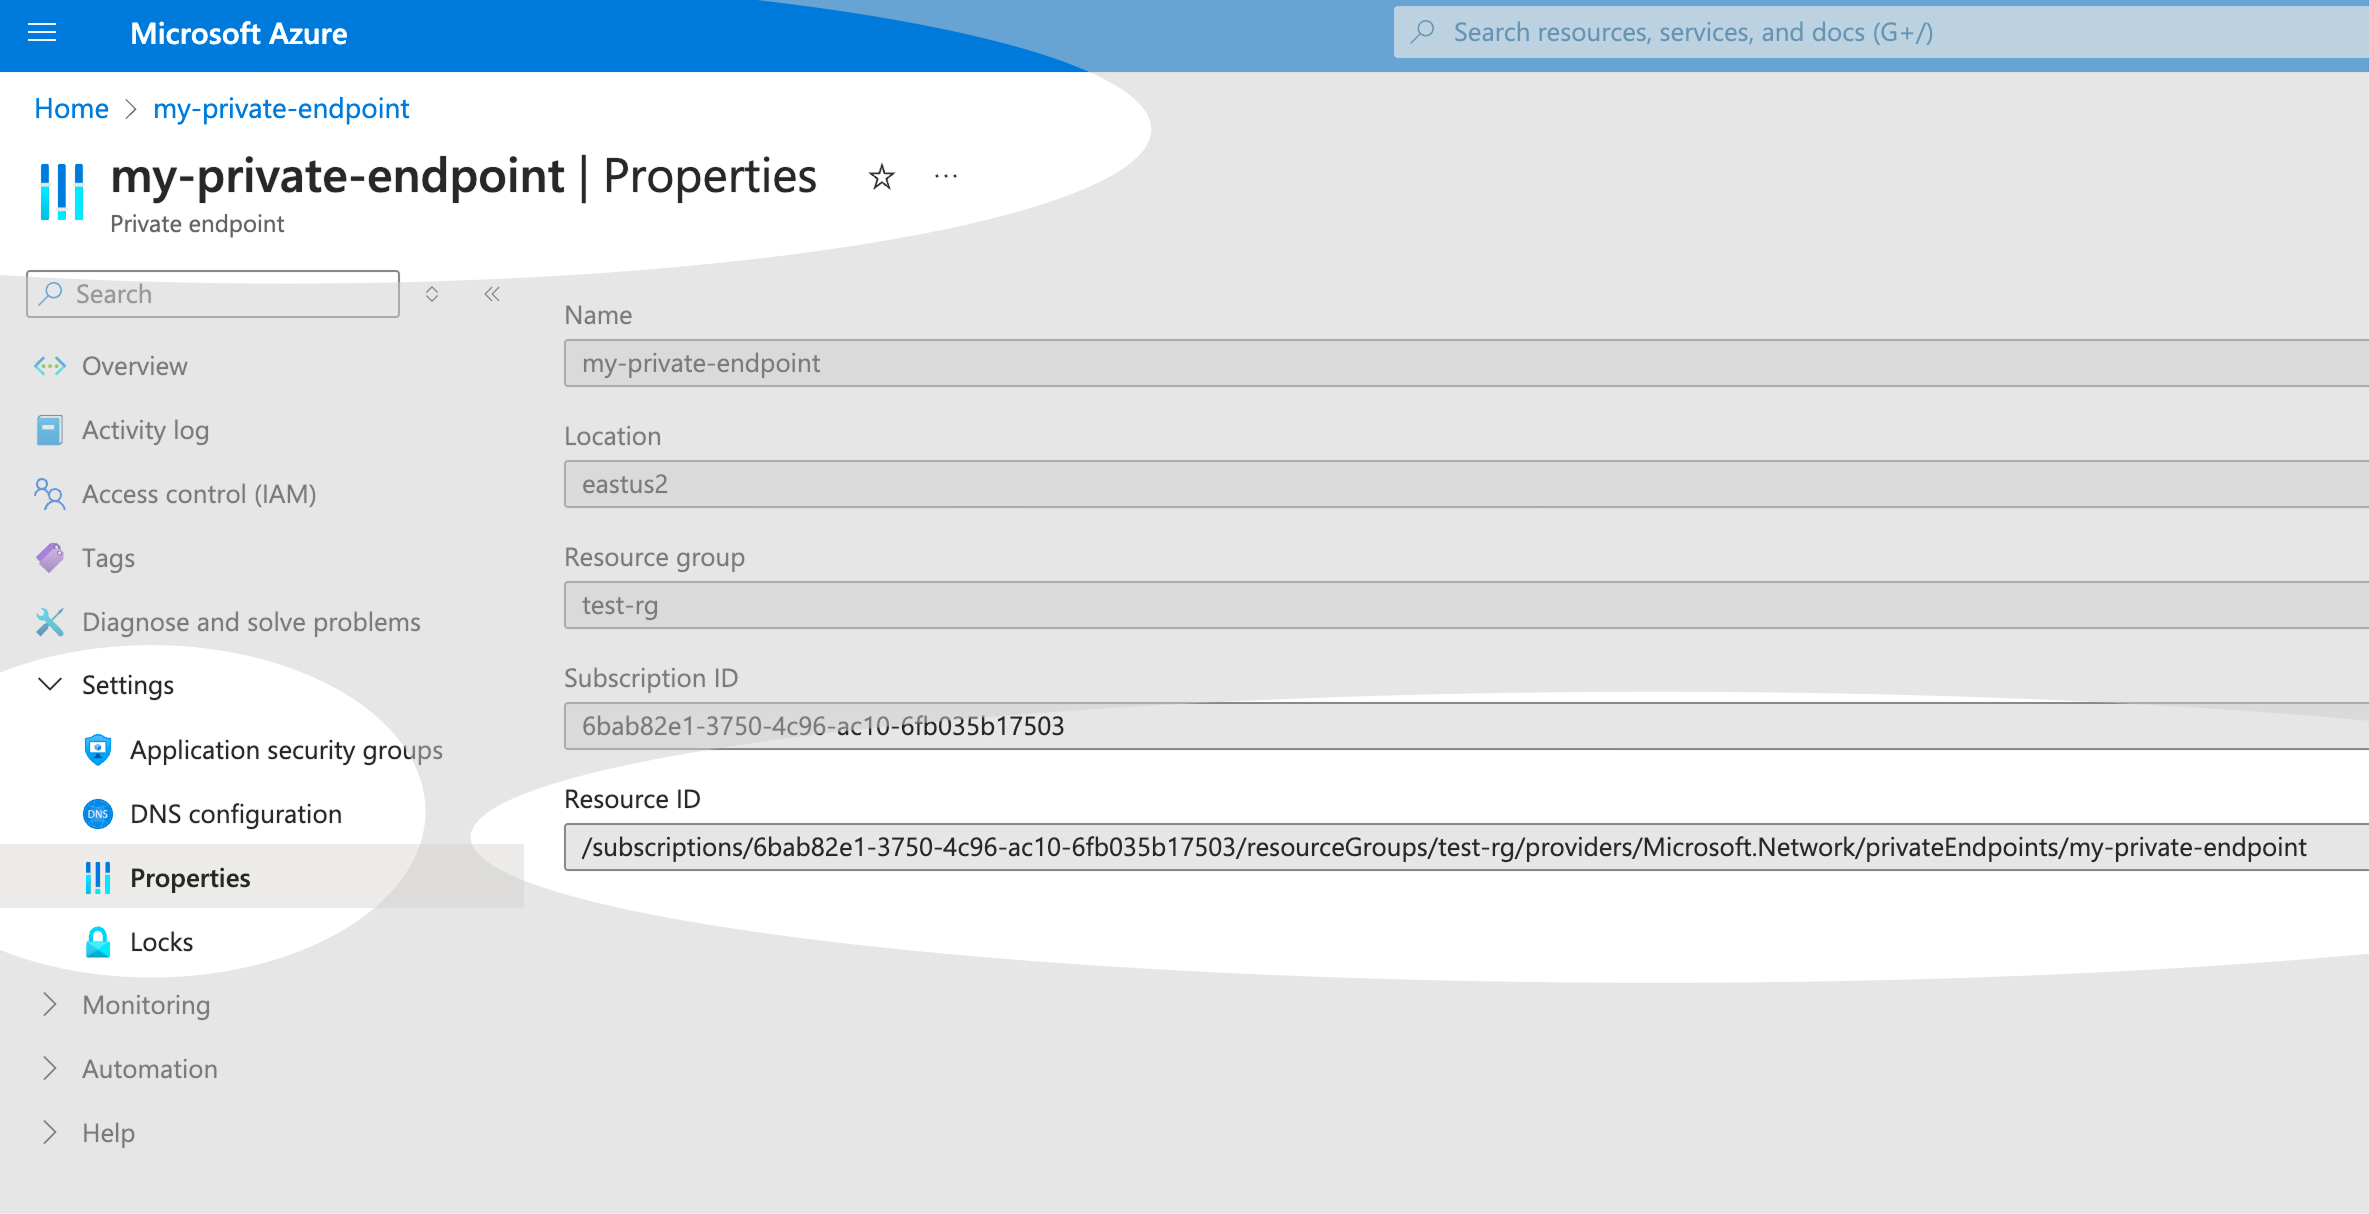 Microsoft Azure
Search resources, services, and docs (G+/)
Home > my-private-endpoint
my-private-endpoint | Properties
Private endpoint
Search
Overview
Activity log
Access control (IAM)
Tags
Diagnose and solve problems
Settings
Application security groups
DNS
DNS configuration
Properties
Locks
Monitoring
Automation
Help
Name
my-private-endpoint
Location
eastus2
Resource group
test-rg
Subscription ID
6bab82e1-3750-4c96-ac10-6fb035b17503
Resource ID
/subscriptions/6bab82e1-3750-4c96-ac10-6fb035b17503/resourceGroups/test-rg/providers/Microsoft.Network/privateEndpoints/my-private-endpoint